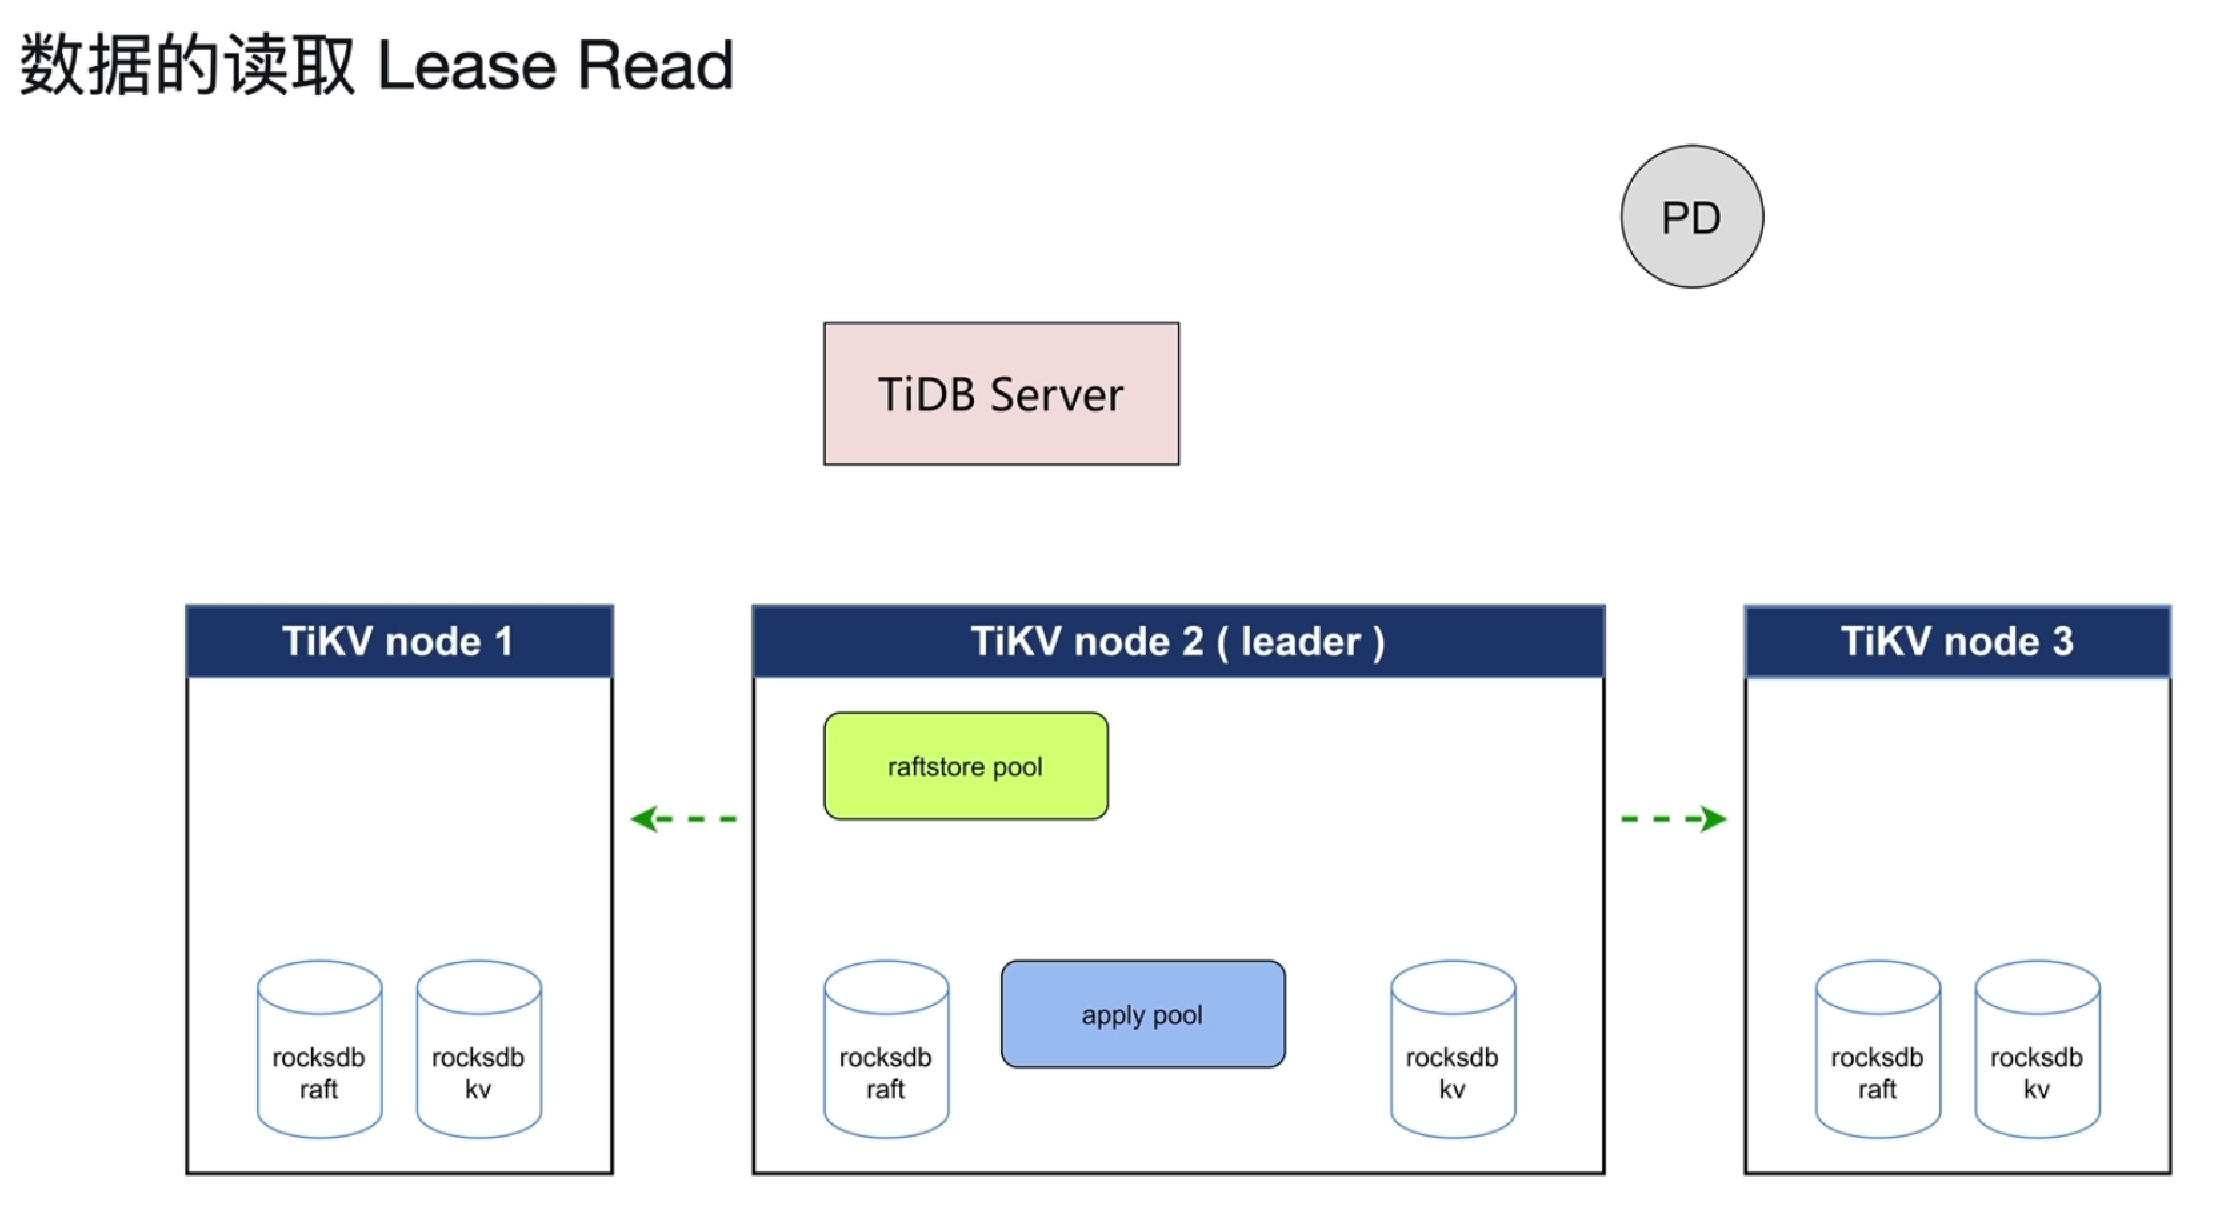 数据的读取 Lease Read
PD
TiDB Server
TiKV node 1
TiKV node 2 ( leader )
TiKV node 3
raftstore pool
apply pool
rocksdb
raft
rocksdb
kv
rocksdb
raft
rocksdb
kv
rocksdb
raft
rocksdb
kv